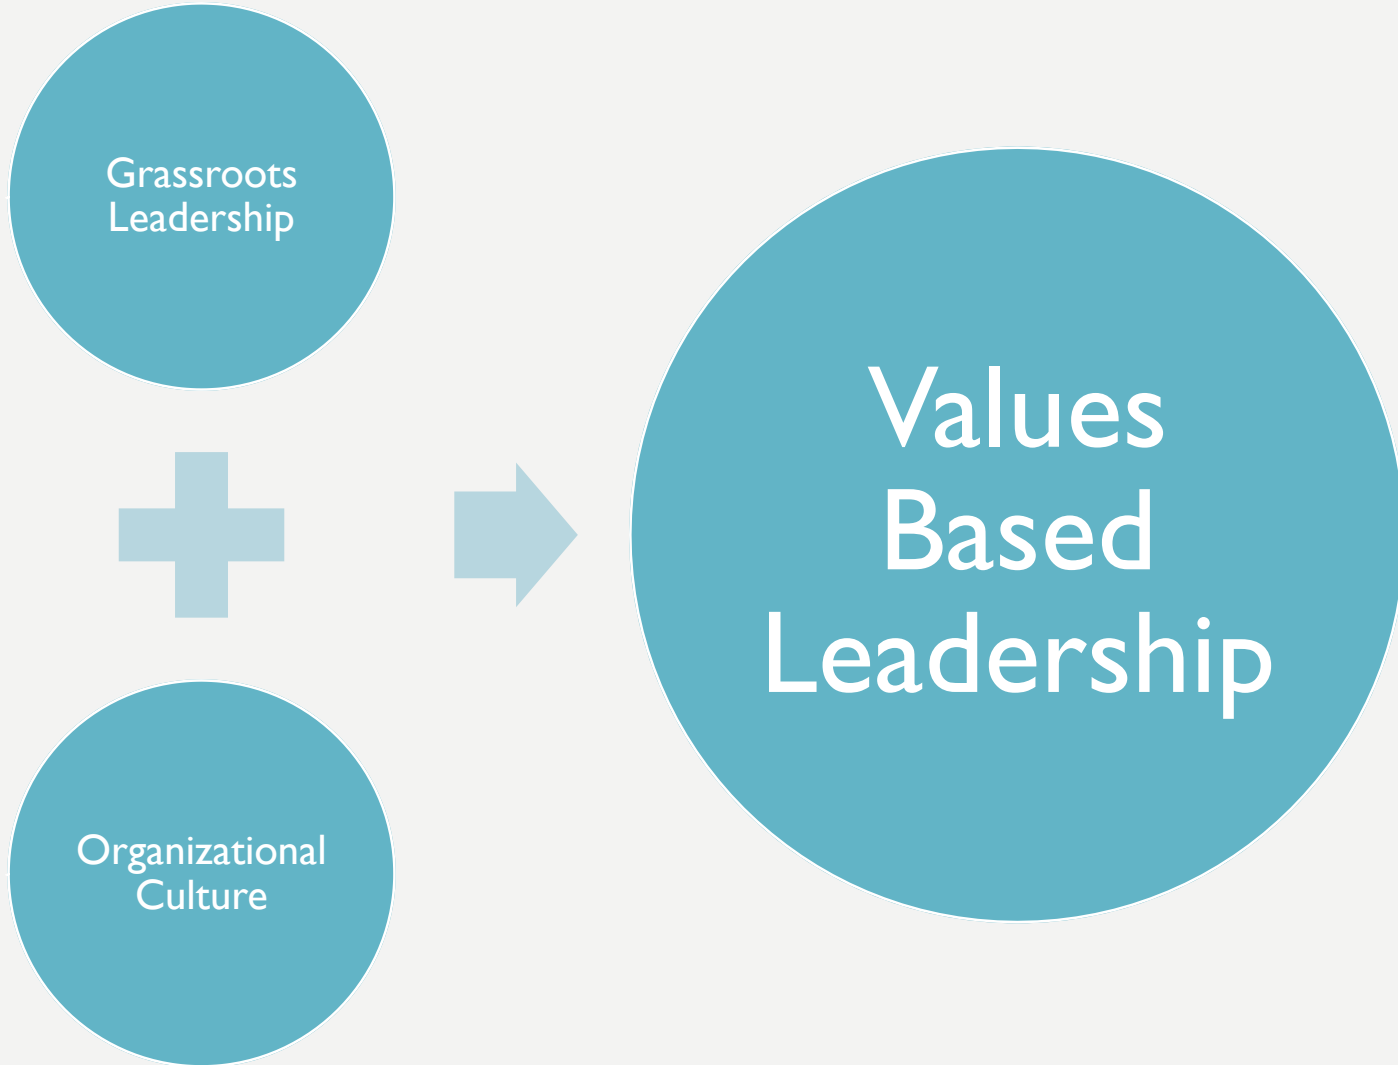 Grassroots
Leadership
Organizational
Culture
Values
Based
Leadership